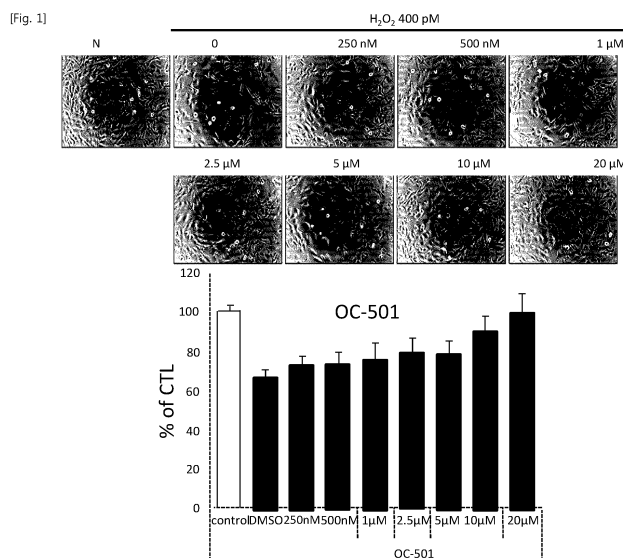 [Fig. 1]
H₂O₂ 400 pM
N 0 250 nM 500 nM 1 µM
2.5 µM 5 µM 10 µM 20 µM
OC-501
% of CTL
120
100
80
60
40
20
0
control DMSO 250nM 500nM 1µM 2.5µM 5µM 10µM 20µM
OC-501